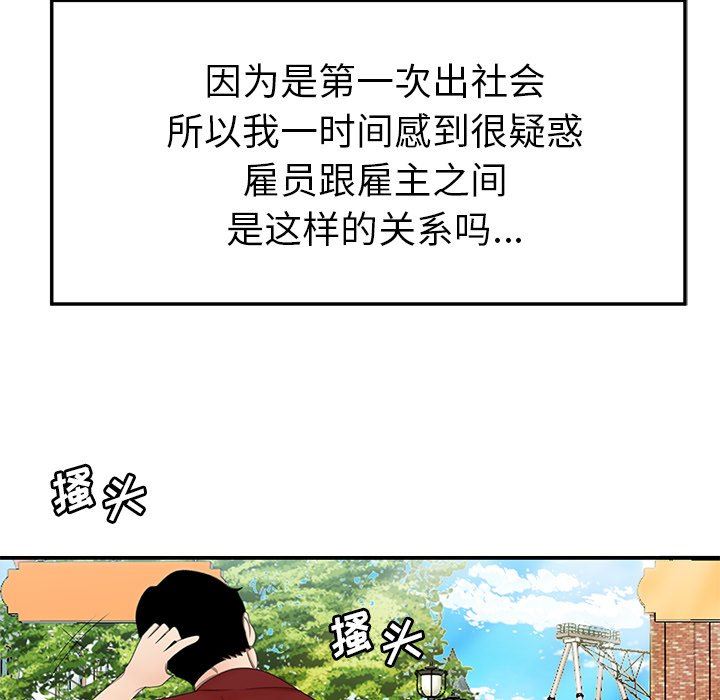 因为是第一次出社会
所以我一时间感到很疑惑
雇员跟雇主之间
是这样的关系吗...
搔头
搔头